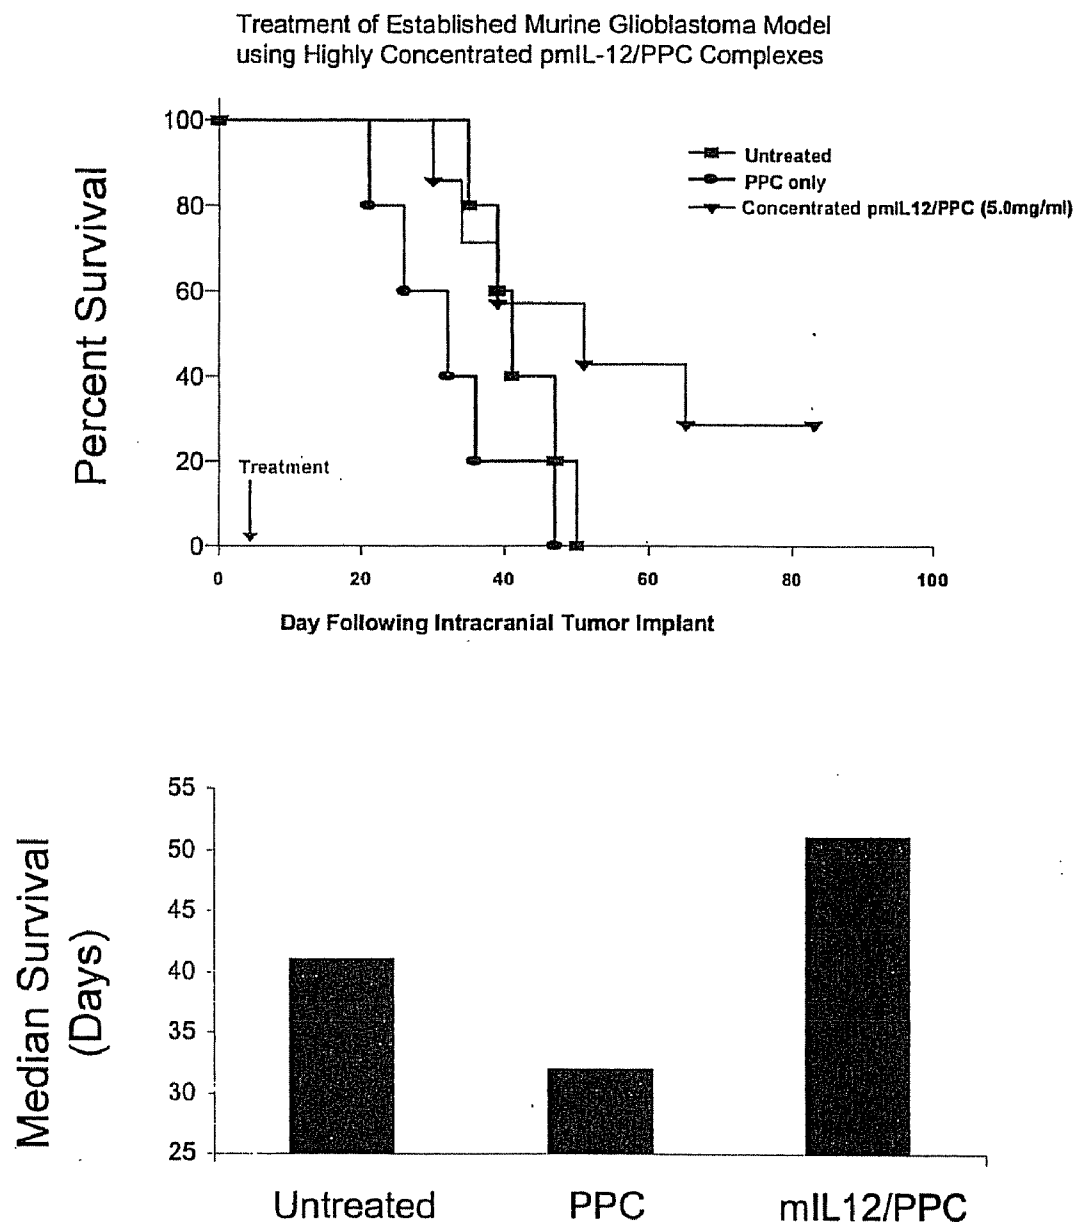 Treatment of Established Murine Glioblastoma Model
using Highly Concentrated pmIL-12/PPC Complexes
Percent Survival
100
80
60
40
20
0
Untreated
PPC only
Concentrated pmIL12/PPC (5.0mg/ml)
Treatment
0 20 40 60 80 100
Day Following Intracranial Tumor Implant
Median Survival
(Days)
55
50
45
40
35
30
25
Untreated PPC mIL12/PPC